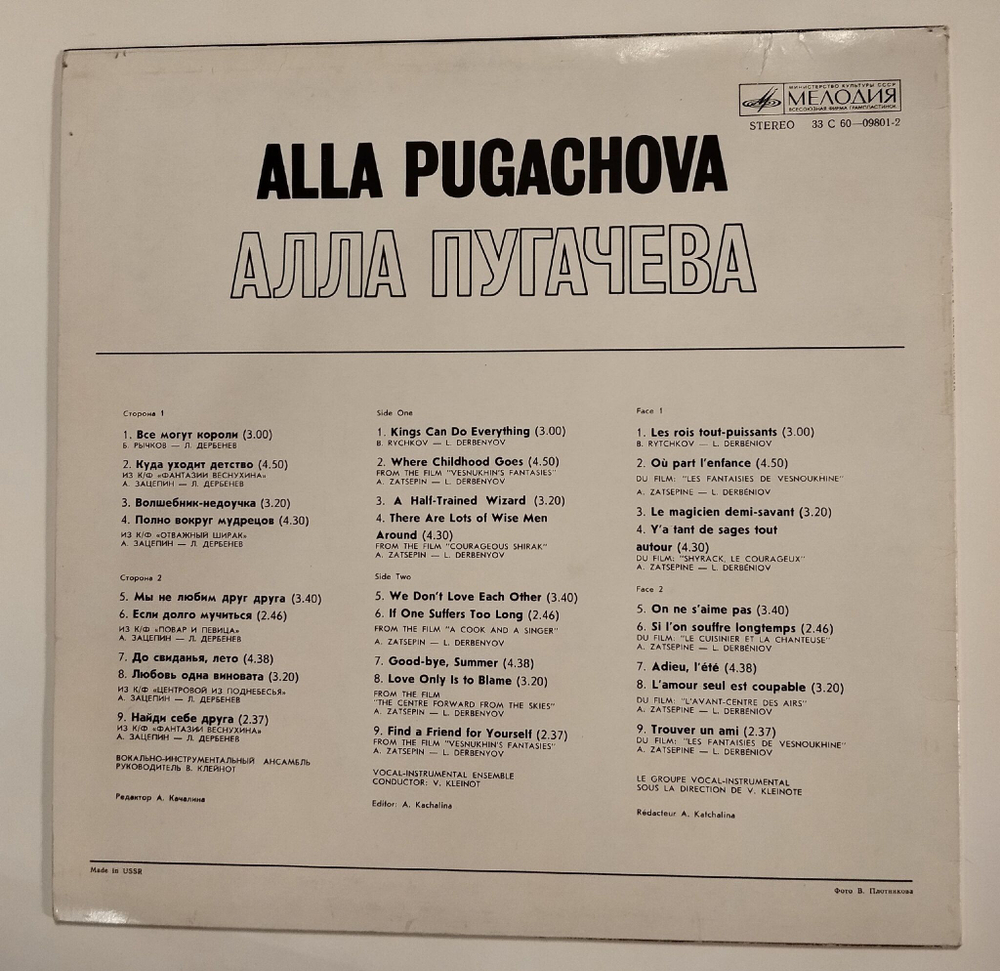 МИНИСТЕРСТВО КУЛЬТУРЫ СССР
МЕЛОДИЯ
ВСЕСОЮЗНАЯ ФИРМА ГРАМПЛАСТИНОК
STEREO 33 С 60—09801-2
ALLA PUGACHOVA
АЛЛА ПУГАЧЕВА
Сторона 1
1. Все могут короли (3.00)
Б. РЫЧКОВ — Л. ДЕРБЕНЕВ
2. Куда уходит детство (4.50)
ИЗ К/Ф «ФАНТАЗИИ ВЕСНУХИНА»
А. ЗАЦЕПИН — Л. ДЕРБЕНЕВ
3. Волшебник-недоучка (3.20)
4. Полно вокруг мудрецов (4.30)
ИЗ К/Ф «ОТВАЖНЫЙ ШИРАК»
А. ЗАЦЕПИН — Л. ДЕРБЕНЕВ
Сторона 2
5. Мы не любим друг друга (3.40)
6. Если долго мучиться (2.46)
ИЗ К/Ф «ПОВАР И ПЕВИЦА»
А. ЗАЦЕПИН — Л. ДЕРБЕНЕВ
7. До свиданья, лето (4.38)
8. Любовь одна виновата (3.20)
ИЗ К/Ф «ЦЕНТРОВОЙ ИЗ ПОДНЕБЕСЬЯ»
А. ЗАЦЕПИН — Л. ДЕРБЕНЕВ
9. Найди себе друга (2.37)
ИЗ К/Ф «ФАНТАЗИИ ВЕСНУХИНА»
А. ЗАЦЕПИН — Л. ДЕРБЕНЕВ
ВОКАЛЬНО-ИНСТРУМЕНТАЛЬНЫЙ АНСАМБЛЬ
РУКОВОДИТЕЛЬ В. КЛЕЙНОТ
Редактор А. Качалина
Side One
1. Kings Can Do Everything (3.00)
B. RYCHKOV — L. DERBENYOV
2. Where Childhood Goes (4.50)
FROM THE FILM "VESNUKHIN'S FANTASIES"
A. ZATSEPIN — L. DERBENYOV
3. A Half-Trained Wizard (3.20)
4. There Are Lots of Wise Men
Around (4.30)
FROM THE FILM "COURAGEOUS SHIRAK"
A. ZATSEPIN — L. DERBENYOV
Side Two
5. We Don't Love Each Other (3.40)
6. If One Suffers Too Long (2.46)
FROM THE FILM "A COOK AND A SINGER"
A. ZATSEPIN — L. DERBENYOV
7. Good-bye, Summer (4.38)
8. Love Only Is to Blame (3.20)
FROM THE FILM
"THE CENTRE FORWARD FROM THE SKIES"
A. ZATSEPIN — L. DERBENYOV
9. Find a Friend for Yourself (2.37)
FROM THE FILM "VESNUKHIN'S FANTASIES"
A. ZATSEPIN — L. DERBENYOV
VOCAL-INSTRUMENTAL ENSEMBLE
CONDUCTOR: V. KLEINOT
Editor: A. Kachalina
Face 1
1. Les rois tout-puissants (3.00)
B. RYTCHKOV — L. DERBÉNIOV
2. Où part l'enfance (4.50)
DU FILM: "LES FANTAISIES DE VESNOUKHINE"
A. ZATSEPINE — L. DERBÉNIOV
3. Le magicien demi-savant (3.20)
4. Y'a tant de sages tout
autour (4.30)
DU FILM: "SHYRACK, LE COURAGEUX"
A. ZATSEPINE — L. DERBÉNIOV
Face 2
5. On ne s'aime pas (3.40)
6. Si l'on souffre longtemps (2.46)
DU FILM: "LE CUISINIER ET LA CHANTEUSE"
A. ZATSEPINE — L. DERBÉNIOV
7. Adieu, l'été (4.38)
8. L'amour seul est coupable (3.20)
DU FILM: "L'AVANT-CENTRE DES AIRS"
A. ZATSEPINE — L. DERBÉNIOV
9. Trouver un ami (2.37)
DU FILM: "LES FANTAISIES DE VESNOUKHINE"
A. ZATSEPINE — L. DERBÉNIOV
LE GROUPE VOCAL-INSTRUMENTAL
SOUS LA DIRECTION DE V. KLEINOTE
Rédacteur A. Katchalina
Made in USSR
Фото В. Плотникова